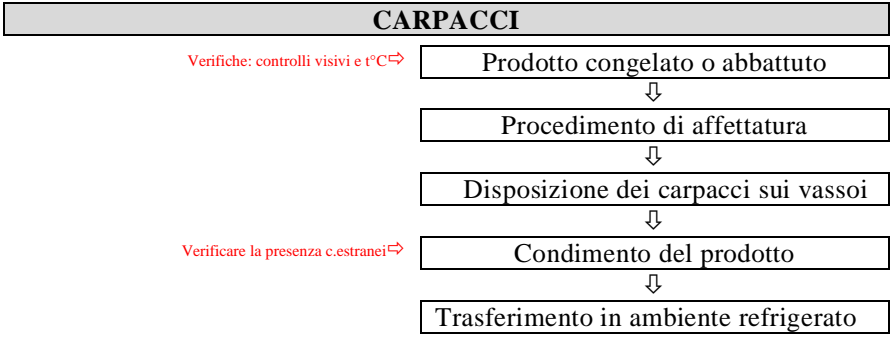 CARPACCI
Verifiche: controlli visivi e t°C⇨ Prodotto congelato o abbattuto
⇩
Procedimento di affettatura
⇩
Disposizione dei carpacci sui vassoi
⇩
Verificare la presenza c.estranei⇨ Condimento del prodotto
⇩
Trasferimento in ambiente refrigerato